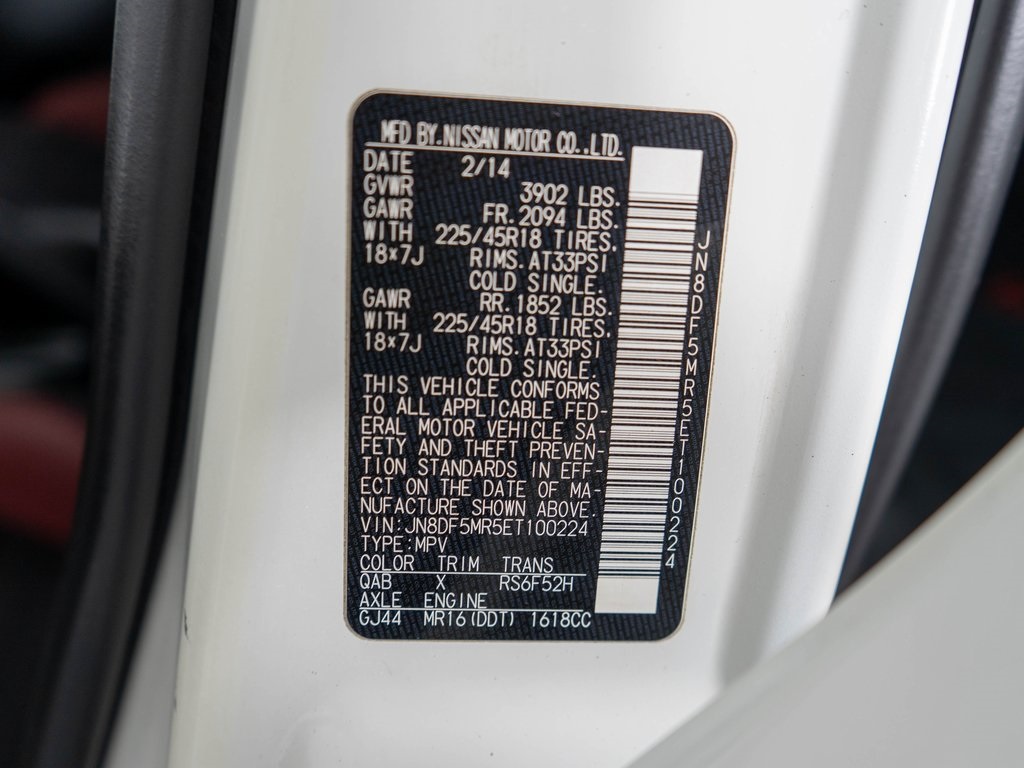 MFD BY.NISSAN MOTOR CO.,LTD.
DATE 2/14
GVWR 3902 LBS.
GAWR FR.2094 LBS.
WITH 225/45R18 TIRES.
18×7J RIMS.AT33PSI
COLD SINGLE.
GAWR RR.1852 LBS.
WITH 225/45R18 TIRES.
18×7J RIMS.AT33PSI
COLD SINGLE.
THIS VEHICLE CONFORMS
TO ALL APPLICABLE FED-
ERAL MOTOR VEHICLE SA-
FETY AND THEFT PREVEN-
TION STANDARDS IN EFF-
ECT ON THE DATE OF MA-
NUFACTURE SHOWN ABOVE.
VIN:JN8DF5MR5ET100224
TYPE:MPV
COLOR TRIM TRANS
QAB X RS6F52H
AXLE ENGINE
GJ44 MR16(DDT) 1618CC
JN8DF5MR5ET100224